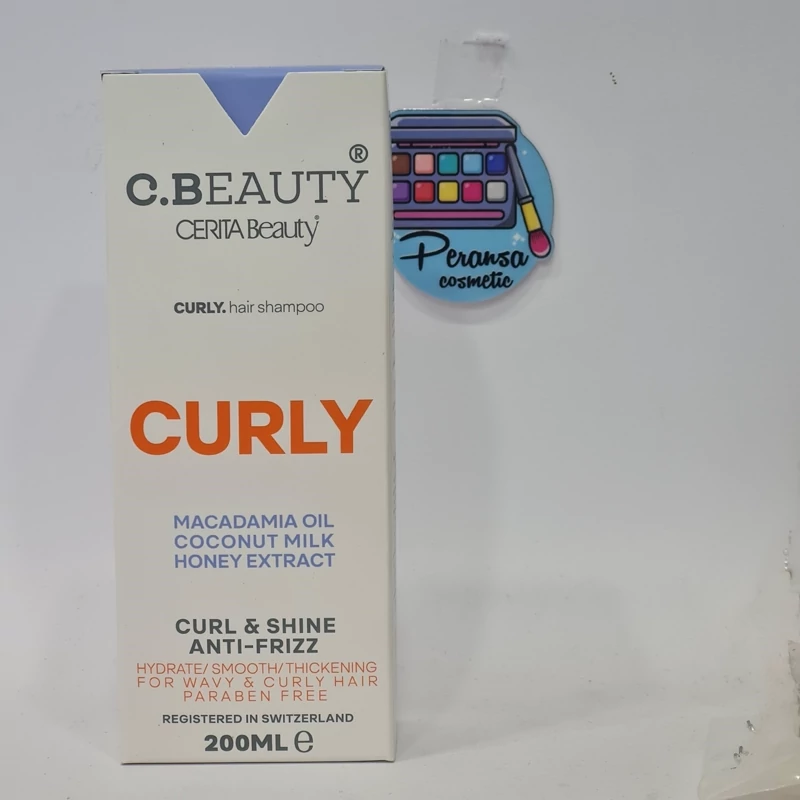 C.BEAUTY®
CERITA Beauty®
CURLY. hair shampoo
CURLY
MACADAMIA OIL
COCONUT MILK
HONEY EXTRACT
CURL & SHINE
ANTI-FRIZZ
HYDRATE/ SMOOTH/ THICKENING
FOR WAVY & CURLY HAIR
PARABEN FREE
REGISTERED IN SWITZERLAND
200ML ℮
Peransa
cosmetic